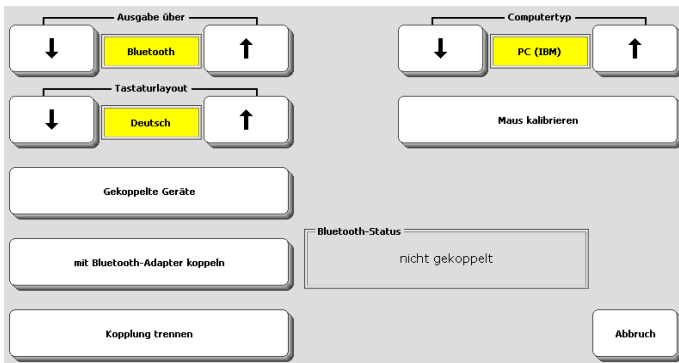 Ausgabe über
Computertyp
Bluetooth
PC (IBM)
Tastaturlayout
Deutsch
Maus kalibrieren
Gekoppelte Geräte
Bluetooth-Status
nicht gekoppelt
mit Bluetooth-Adapter koppeln
Kopplung trennen
Abbruch